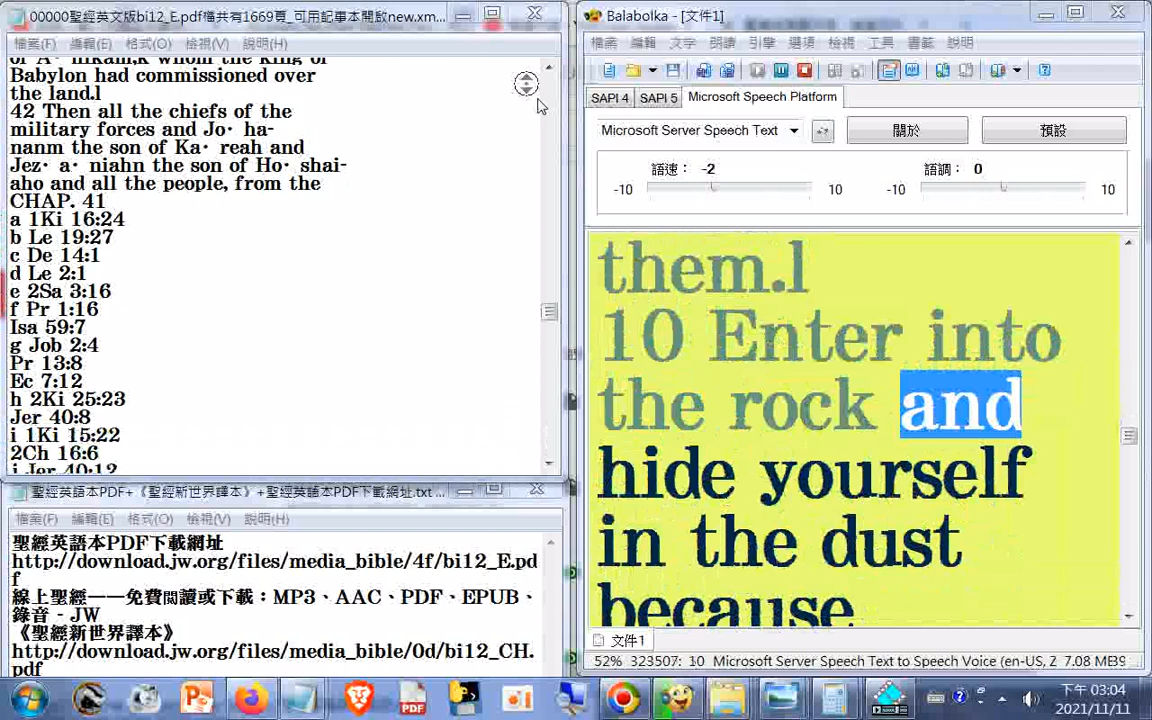 00000聖經英文版bi12_E.pdf檔共有1669頁_可用記事本開啟new.xm...
檔案(F) 編輯(E) 格式(O) 檢視(V) 說明(H)
Babylon had commissioned over
the land.l
42 Then all the chiefs of the
military forces and Jo· ha-
nanm the son of Ka· reah and
Jez· a· niahn the son of Ho· shai-
aho and all the people, from the
CHAP. 41
a 1Ki 16:24
b Le 19:27
c De 14:1
d Le 2:1
e 2Sa 3:16
f Pr 1:16
Isa 59:7
g Job 2:4
Pr 13:8
Ec 7:12
h 2Ki 25:23
Jer 40:8
i 1Ki 15:22
2Ch 16:6
j Jer 40:12
聖經英語本PDF+《聖經新世界譯本》+聖經英語本PDF下載網址.txt ...
檔案(F) 編輯(E) 格式(O) 檢視(V) 說明(H)
聖經英語本PDF下載網址
http://download.jw.org/files/media_bible/4f/bi12_E.pd
f
線上聖經——免費閱讀或下載：MP3、AAC、PDF、EPUB、
錄音 - JW
《聖經新世界譯本》
http://download.jw.org/files/media_bible/0d/bi12_CH.
pdf
Balabolka - [文件1]
檔案 編輯 文字 朗讀 引擎 選項 檢視 工具 書籤 說明
SAPI 4 SAPI 5 Microsoft Speech Platform
Microsoft Server Speech Text 關於 預設
語速： -2 語調： 0
-10 10 -10 10
them.l
10 Enter into
the rock and
hide yourself
in the dust
because
文件1
52% 323507: 10 Microsoft Server Speech Text to Speech Voice (en-US, Z 7.08 MB
下午 03:04
2021/11/11